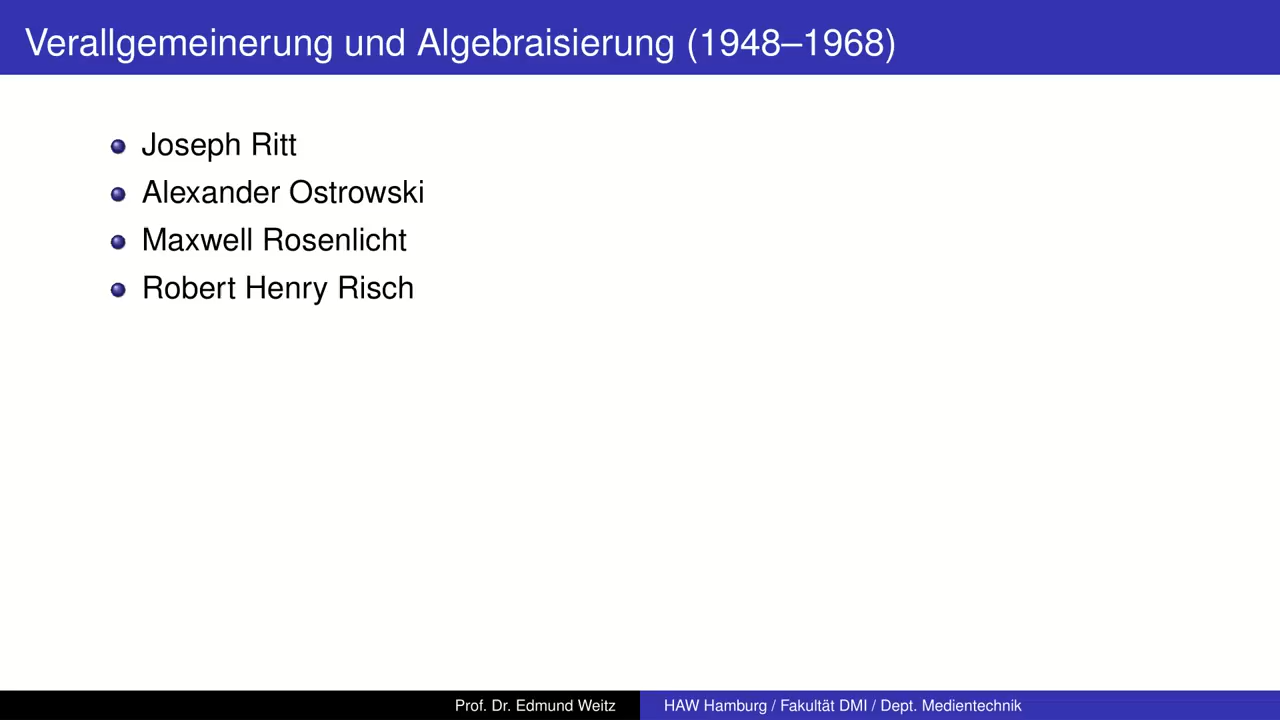 Verallgemeinerung und Algebraisierung (1948–1968)
Joseph Ritt
Alexander Ostrowski
Maxwell Rosenlicht
Robert Henry Risch
Prof. Dr. Edmund Weitz
HAW Hamburg / Fakultät DMI / Dept. Medientechnik